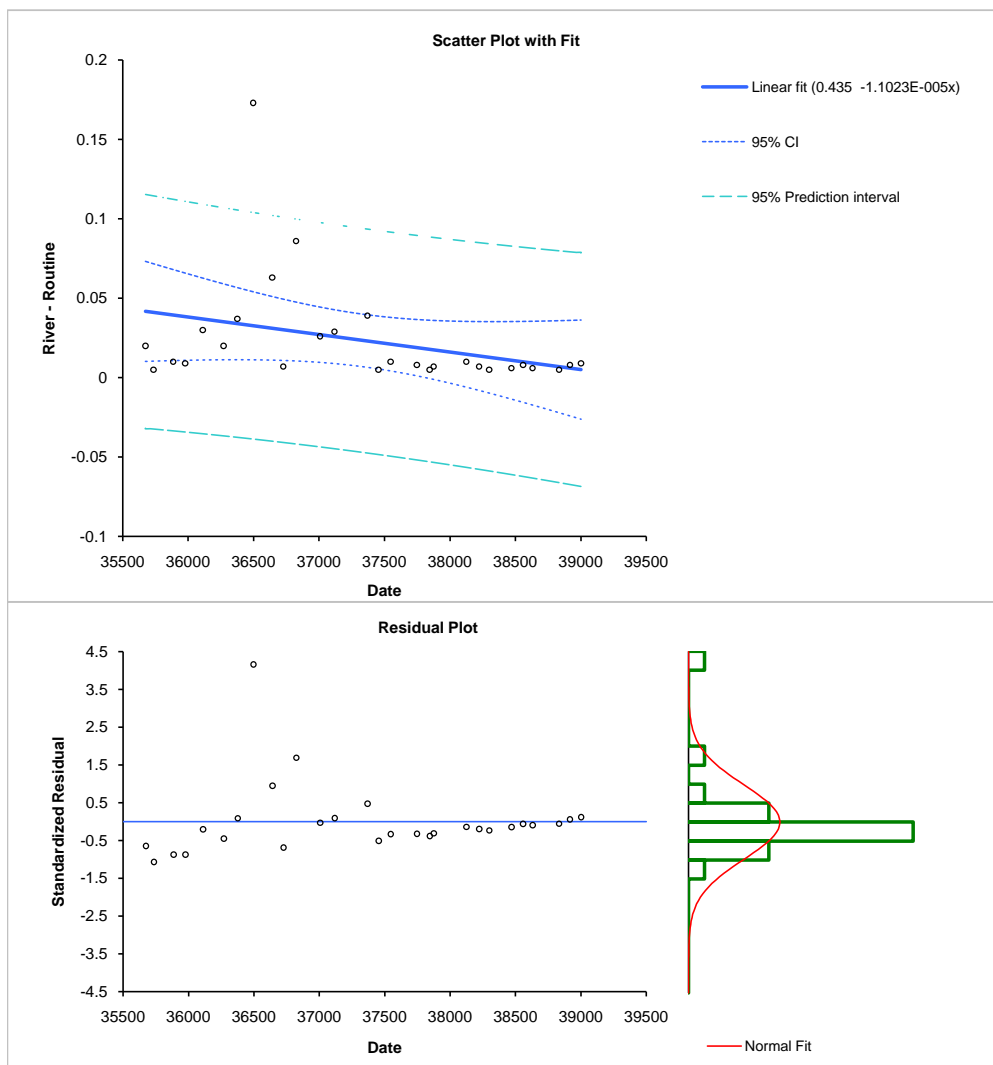 Scatter Plot with Fit
0.2
0.15
0.1
0.05
0
-0.05
-0.1
River - Routine
35500 36000 36500 37000 37500 38000 38500 39000 39500
Date
Linear fit (0.435 -1.1023E-005x)
95% CI
95% Prediction interval
Residual Plot
4.5
3.5
2.5
1.5
0.5
-0.5
-1.5
-2.5
-3.5
-4.5
Standardized Residual
35500 36000 36500 37000 37500 38000 38500 39000 39500
Date
Normal Fit